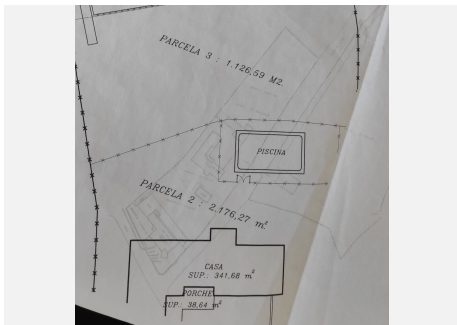 PARCELA 3 : 1.126,59 M2.
PISCINA
PARCELA 2 : 2.176,27 m²
CASA
SUP.: 341,68 m²
PORCHE
SUP.: 38,64 m²